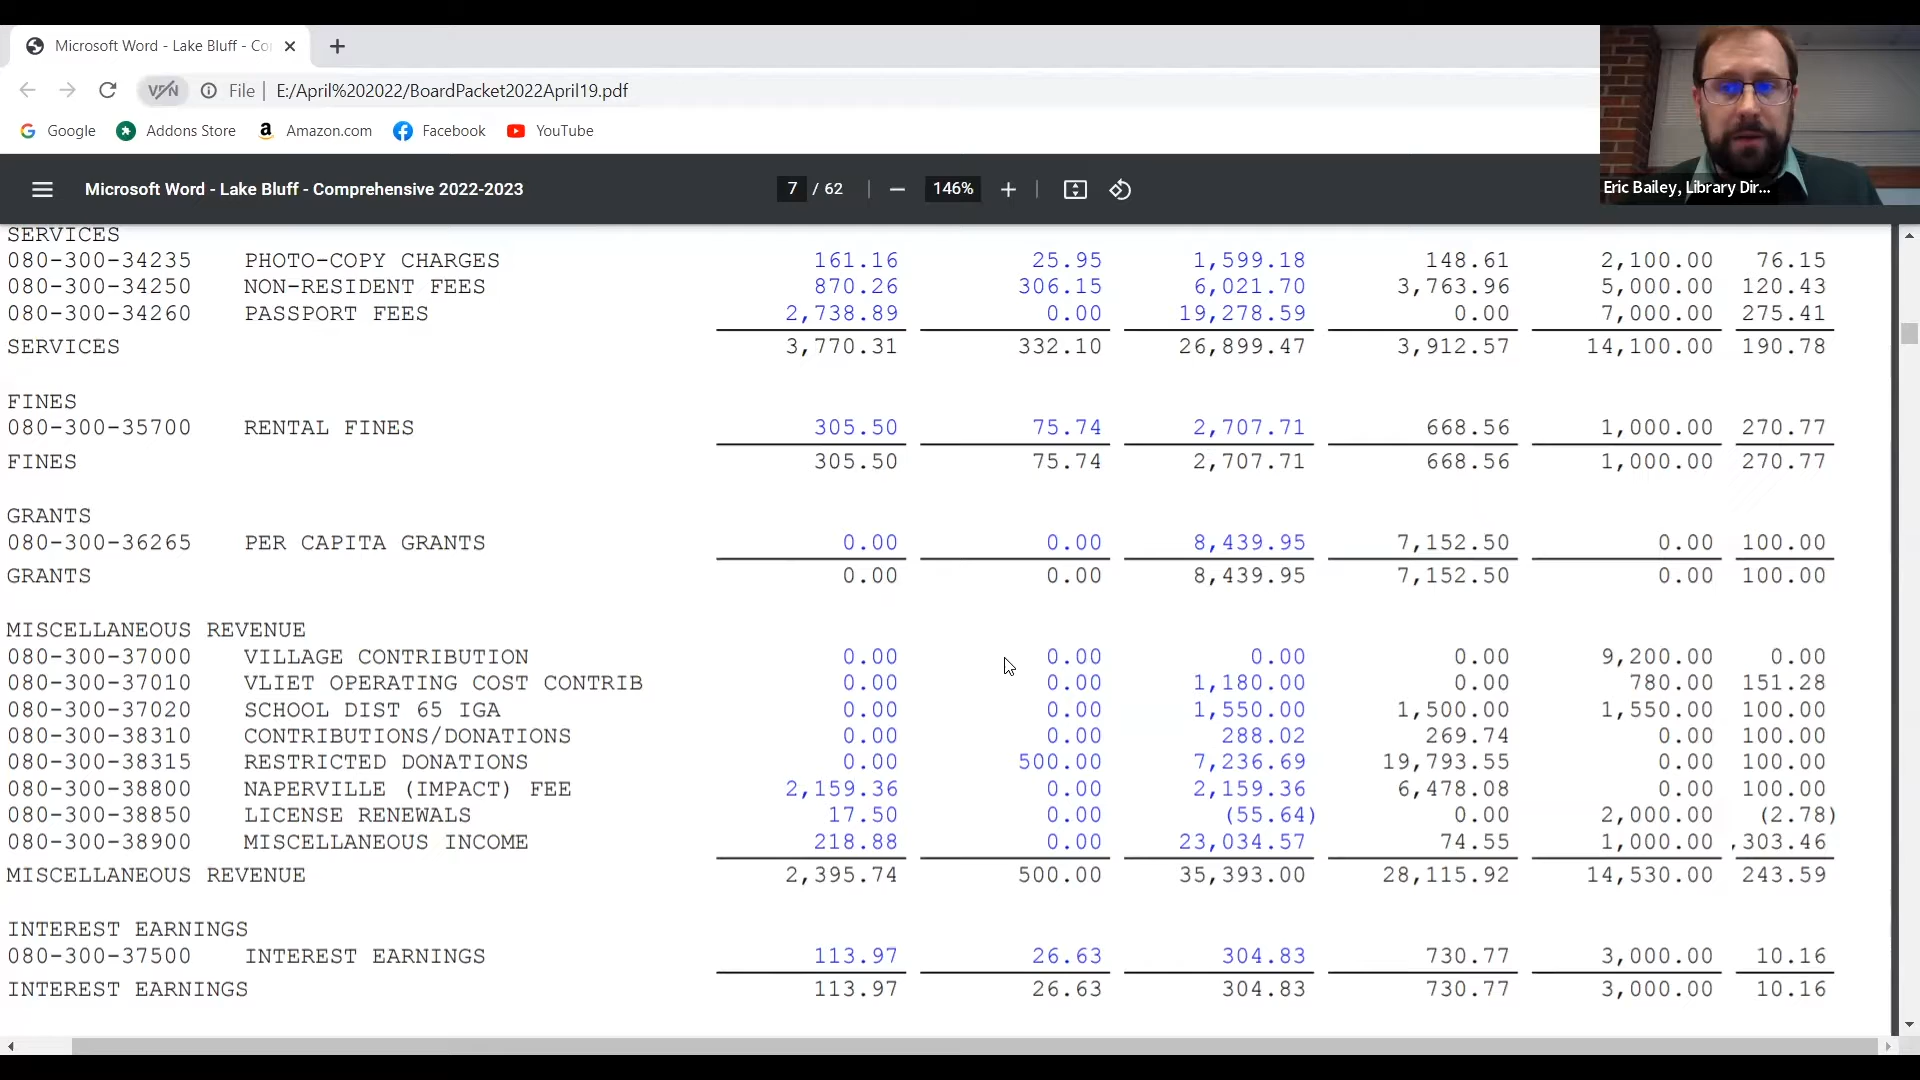 Microsoft Word - Lake Bluff - Co
VPN File E:/April%202022/BoardPacket2022April19.pdf
Google Addons Store Amazon.com Facebook YouTube
Microsoft Word - Lake Bluff - Comprehensive 2022-2023 7 / 62 146%
Eric Bailey, Library Dir...
SERVICES
080-300-34235 PHOTO-COPY CHARGES 161.16 25.95 1,599.18 148.61 2,100.00 76.15
080-300-34250 NON-RESIDENT FEES 870.26 306.15 6,021.70 3,763.96 5,000.00 120.43
080-300-34260 PASSPORT FEES 2,738.89 0.00 19,278.59 0.00 7,000.00 275.41
SERVICES 3,770.31 332.10 26,899.47 3,912.57 14,100.00 190.78
FINES
080-300-35700 RENTAL FINES 305.50 75.74 2,707.71 668.56 1,000.00 270.77
FINES 305.50 75.74 2,707.71 668.56 1,000.00 270.77
GRANTS
080-300-36265 PER CAPITA GRANTS 0.00 0.00 8,439.95 7,152.50 0.00 100.00
GRANTS 0.00 0.00 8,439.95 7,152.50 0.00 100.00
MISCELLANEOUS REVENUE
080-300-37000 VILLAGE CONTRIBUTION 0.00 0.00 0.00 0.00 9,200.00 0.00
080-300-37010 VLIET OPERATING COST CONTRIB 0.00 0.00 1,180.00 0.00 780.00 151.28
080-300-37020 SCHOOL DIST 65 IGA 0.00 0.00 1,550.00 1,500.00 1,550.00 100.00
080-300-38310 CONTRIBUTIONS/DONATIONS 0.00 0.00 288.02 269.74 0.00 100.00
080-300-38315 RESTRICTED DONATIONS 0.00 500.00 7,236.69 19,793.55 0.00 100.00
080-300-38800 NAPERVILLE (IMPACT) FEE 2,159.36 0.00 2,159.36 6,478.08 0.00 100.00
080-300-38850 LICENSE RENEWALS 17.50 0.00 (55.64) 0.00 2,000.00 (2.78)
080-300-38900 MISCELLANEOUS INCOME 218.88 0.00 23,034.57 74.55 1,000.00 ,303.46
MISCELLANEOUS REVENUE 2,395.74 500.00 35,393.00 28,115.92 14,530.00 243.59
INTEREST EARNINGS
080-300-37500 INTEREST EARNINGS 113.97 26.63 304.83 730.77 3,000.00 10.16
INTEREST EARNINGS 113.97 26.63 304.83 730.77 3,000.00 10.16